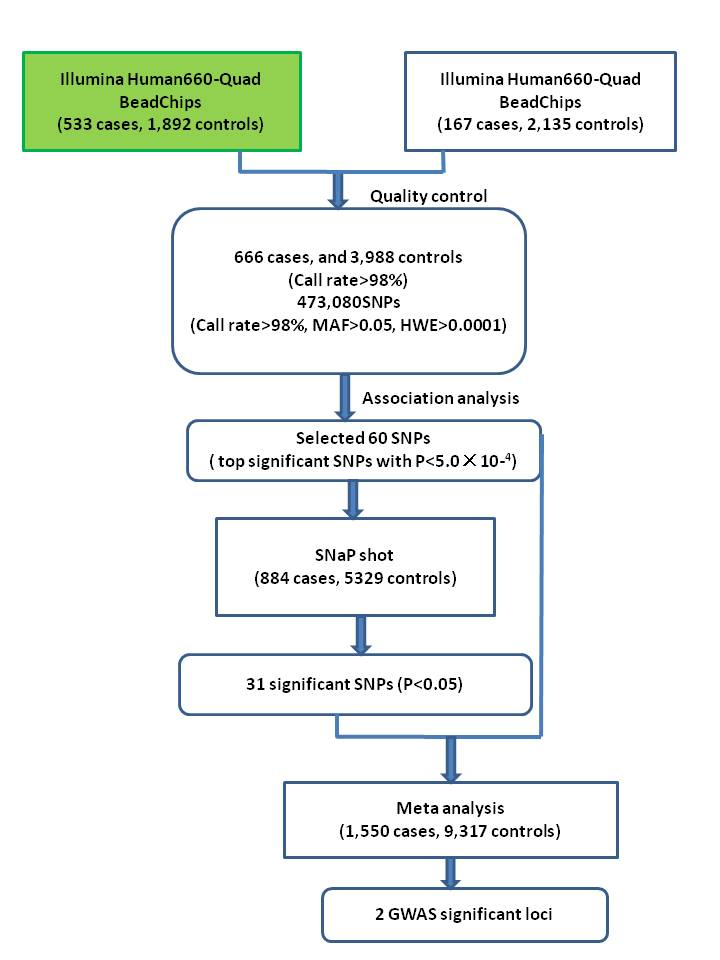 Illumina Human660-Quad
BeadChips
(533 cases, 1,892 controls)
Illumina Human660-Quad
BeadChips
(167 cases, 2,135 controls)
Quality control
666 cases, and 3,988 controls
(Call rate>98%)
473,080SNPs
(Call rate>98%, MAF>0.05, HWE>0.0001)
Association analysis
Selected 60 SNPs
( top significant SNPs with P<5.0×10-⁴)
SNaP shot
(884 cases, 5329 controls)
31 significant SNPs (P<0.05)
Meta analysis
(1,550 cases, 9,317 controls)
2 GWAS significant loci